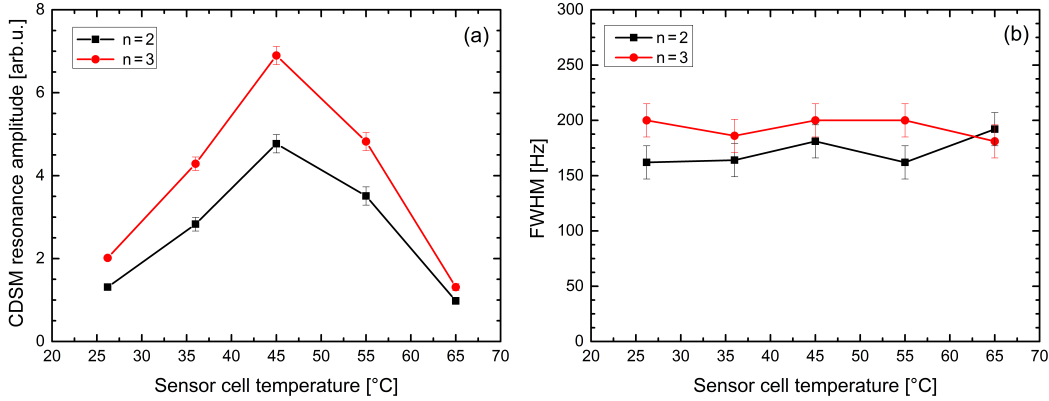 (a)
n = 2
n = 3
CDSM resonance amplitude [arb.u.]
8
6
4
2
0
20 25 30 35 40 45 50 55 60 65 70
Sensor cell temperature [°C]
(b)
n = 2
n = 3
FWHM [Hz]
300
250
200
150
100
50
0
20 25 30 35 40 45 50 55 60 65 70
Sensor cell temperature [°C]